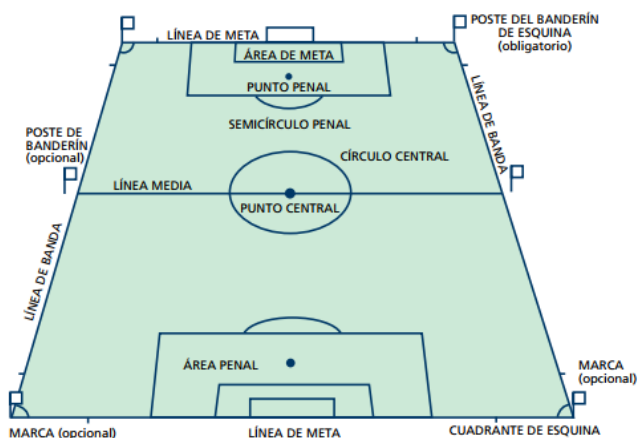 LÍNEA DE META
POSTE DEL BANDERÍN
DE ESQUINA
(obligatorio)
ÁREA DE META
PUNTO PENAL
LÍNEA DE BANDA
SEMICÍRCULO PENAL
POSTE DE
BANDERÍN
(opcional)
CÍRCULO CENTRAL
LÍNEA MEDIA
PUNTO CENTRAL
LÍNEA DE BANDA
ÁREA PENAL
MARCA
(opcional)
MARCA (opcional)
LÍNEA DE META
CUADRANTE DE ESQUINA